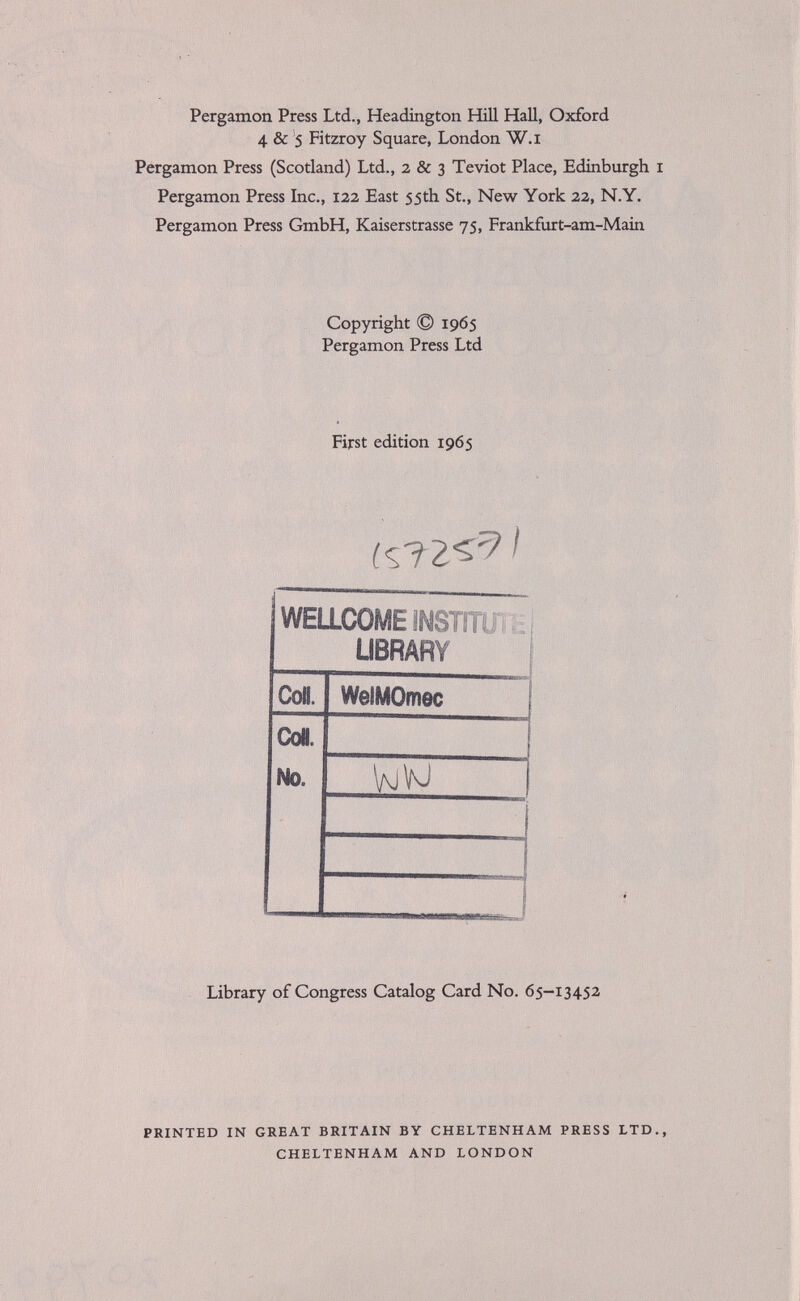 Pergamon Press Ltd., Headington Hill Hall, Oxford
4 & 5 Fitzroy Square, London W.1
Pergamon Press (Scotland) Ltd., 2 & 3 Teviot Place, Edinburgh 1
Pergamon Press Inc., 122 East 55th St., New York 22, N.Y.
Pergamon Press GmbH, Kaiserstrasse 75, Frankfurt-am-Main
Copyright © 1965
Pergamon Press Ltd
First edition 1965
1572571
WELLCOME INSTITUTE
LIBRARY
Coll. WelMOmec
Coll.
No. WW
Library of Congress Catalog Card No. 65-13452
PRINTED IN GREAT BRITAIN BY CHELTENHAM PRESS LTD.,
CHELTENHAM AND LONDON